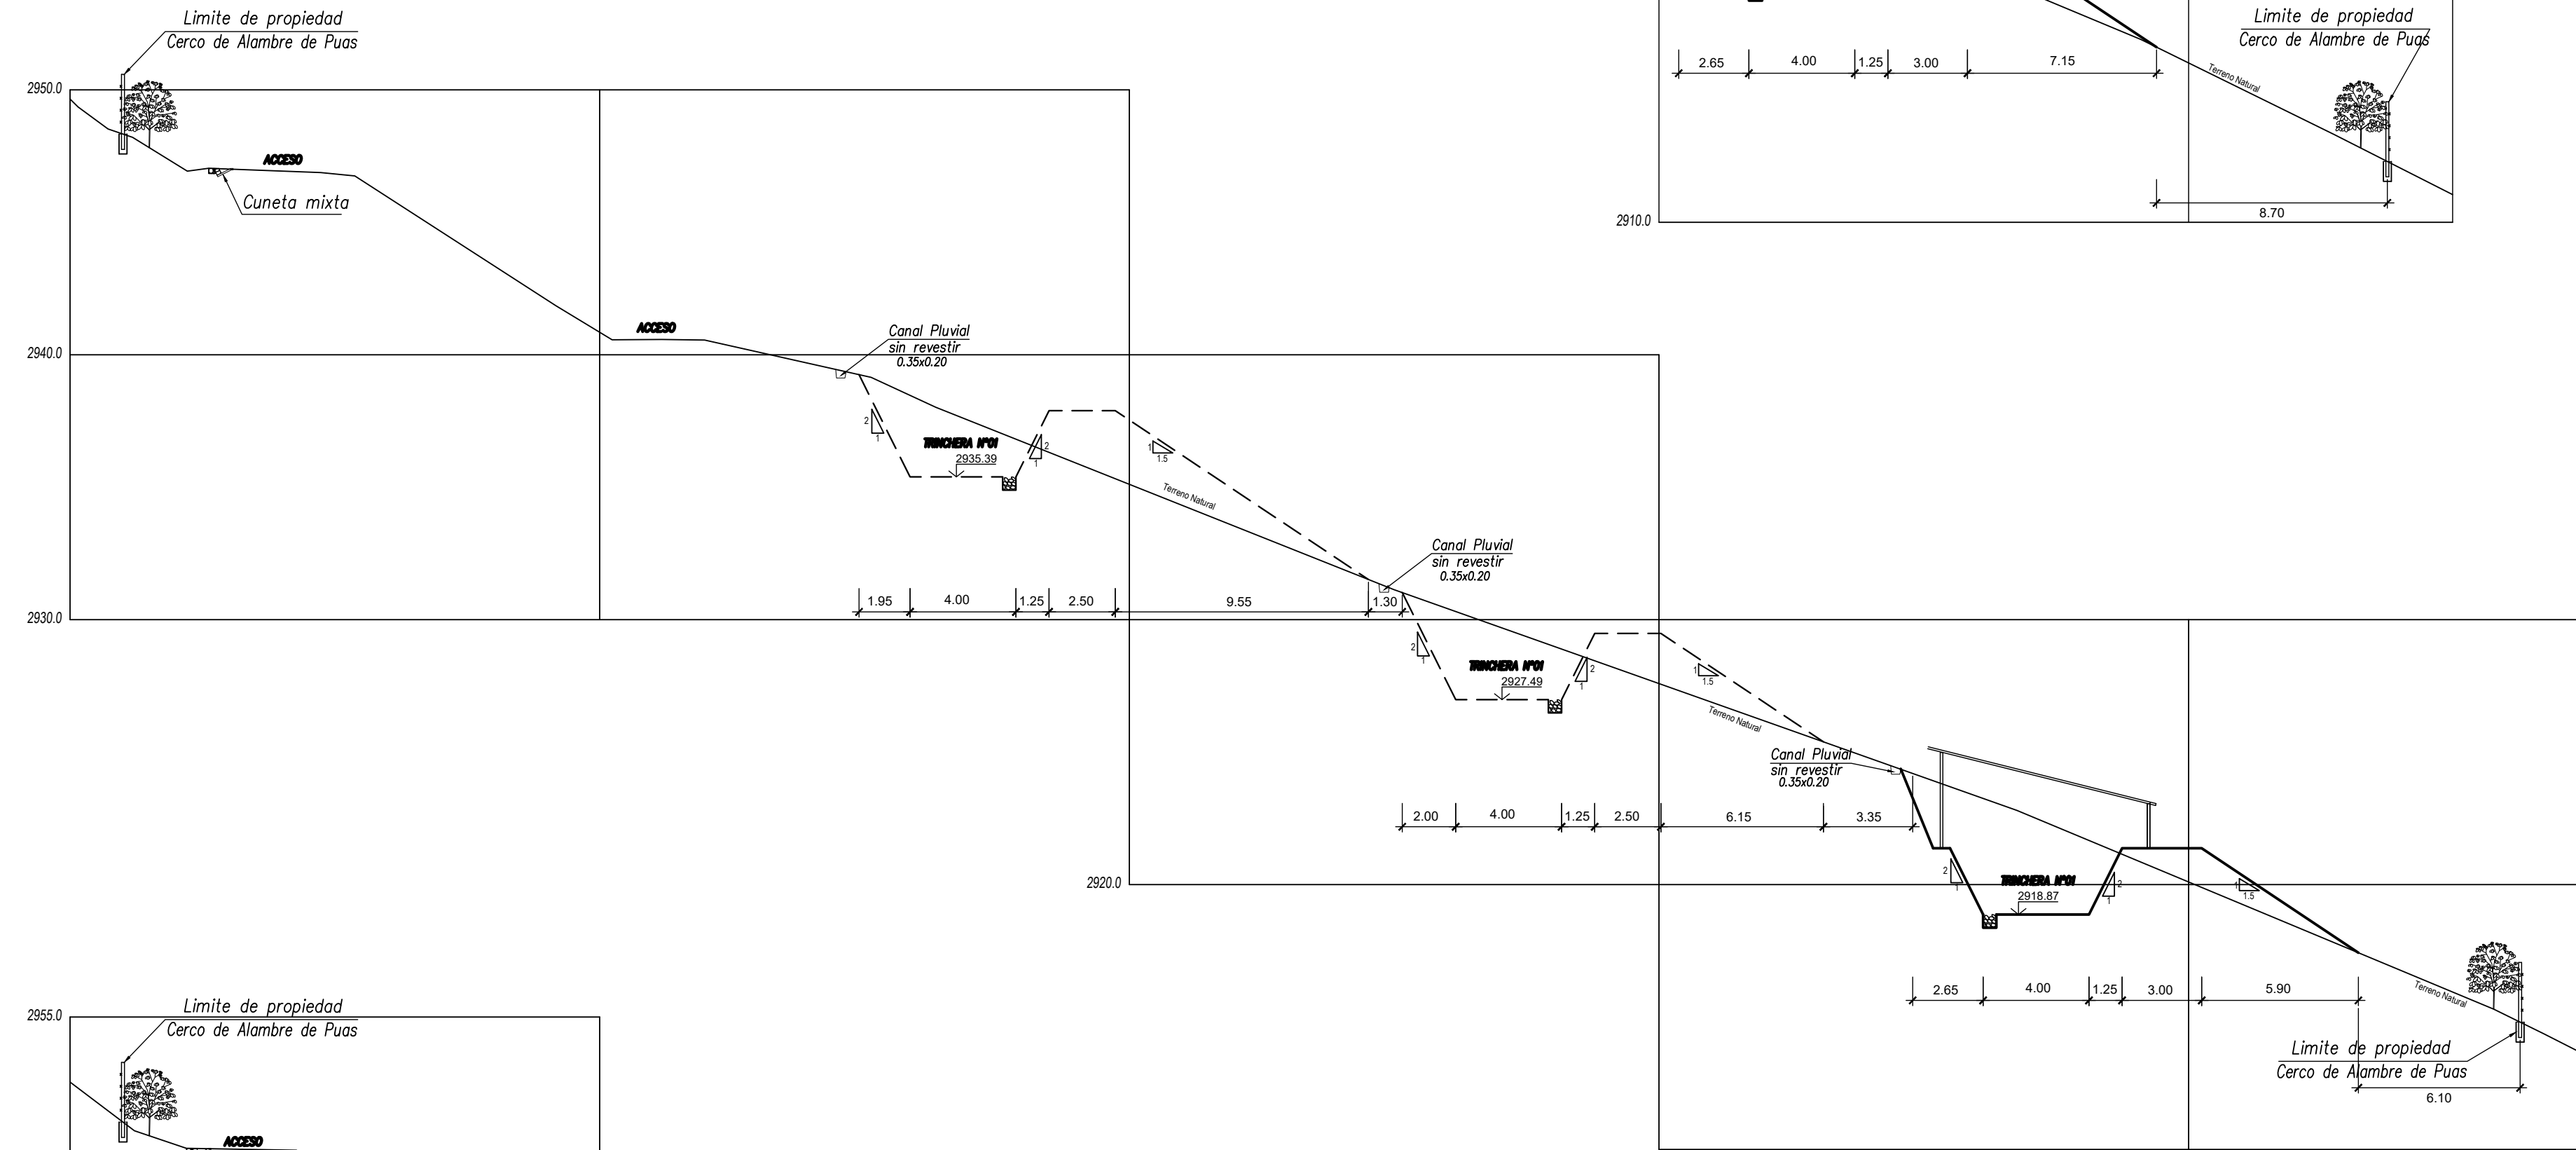 Limite de propiedad
Cerco de Alambre de Puas
2950.0
ACCESO
Cuneta mixta
ACCESO
2940.0
Canal Pluvial
sin revestir
0.35x0.20
2
1
TRINCHERA N°01
2935.39
2
1
1
1.5
Terreno Natural
1.95
4.00
1.25
2.50
9.55
1.30
2930.0
Canal Pluvial
sin revestir
0.35x0.20
2
1
TRINCHERA N°01
2927.49
2
1
1
1.5
Terreno Natural
2.00
4.00
1.25
2.50
6.15
3.35
Canal Pluvial
sin revestir
0.35x0.20
2920.0
2
1
TRINCHERA N°01
2918.87
2
1
1
1.5
2.65
4.00
1.25
3.00
5.90
Terreno Natural
Limite de propiedad
Cerco de Alambre de Puas
6.10
2.65
4.00
1.25
3.00
7.15
Terreno Natural
Limite de propiedad
Cerco de Alambre de Puas
8.70
2910.0
2955.0
Limite de propiedad
Cerco de Alambre de Puas
ACCESO